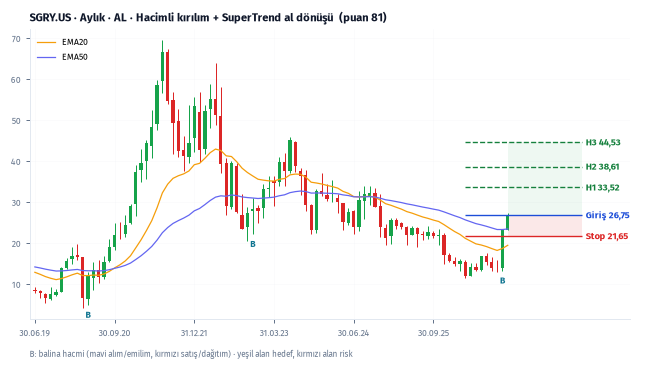 SGRY.US · Aylık · AL · Hacimli kırılım + SuperTrend al dönüşü (puan 81)
EMA20
EMA50
70
60
50
40
30
20
10
H3 44,53
H2 38,61
H1 33,52
Giriş 26,75
Stop 21,65
B
B
B
30.06.19
30.09.20
31.12.21
31.03.23
30.06.24
30.09.25
B: balina hacmi (mavi alım/emilim, kırmızı satış/dağıtım) · yeşil alan hedef, kırmızı alan risk